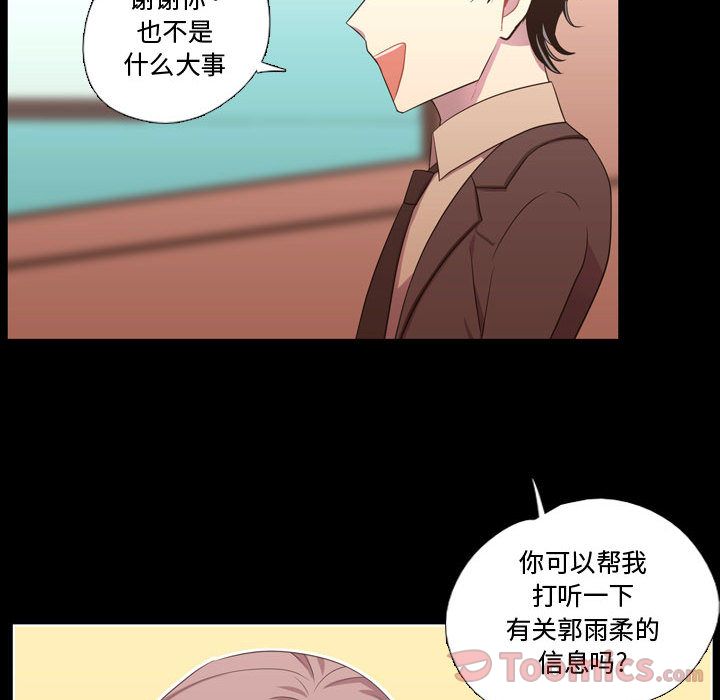 谢谢你~
也不是
什么大事
你可以帮我
打听一下
有关郭雨柔的
信息吗?
Toomics.com